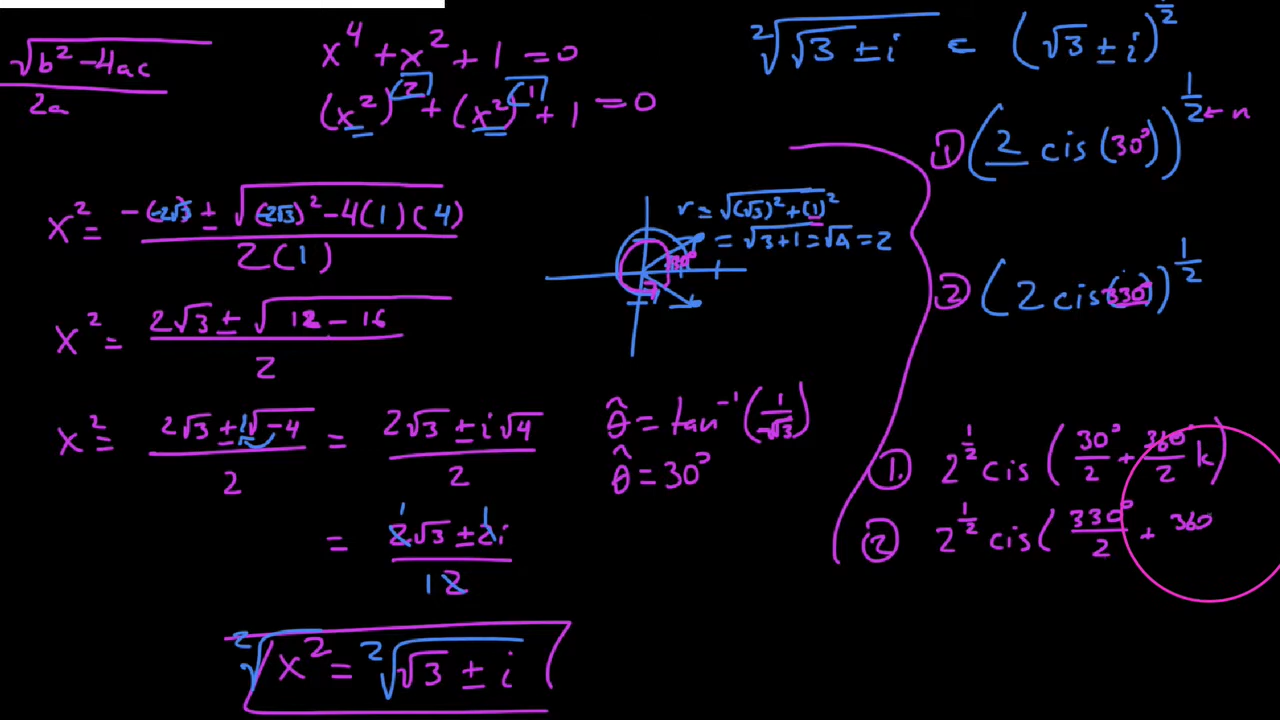 √(b² - 4ac)
2a
x⁴ + x² + 1 = 0
(x²)^(2) + (x²)^(1) + 1 = 0
x² = (-(-2√3) ± √((-2√3)² - 4(1)(4))) / 2(1)
x² = (2√3 ± √(12 - 16)) / 2
x² = (2√3 ± √-4) / 2 = (2√3 ± i√4) / 2
= (2√3 ± 2i) / 2
²√x² = ²√(√3 ± i)
r = √((√3)² + (1)²)
= √(3+1) = √4 = 2
30°
θ̂ = tan⁻¹(1/√3)
θ̂ = 30°
²√(√3 ± i) = (√3 ± i)^(1/2)
① (2 cis(30°))^(1/2) ← n
② (2 cis(330°))^(1/2)
①. 2^(1/2) cis(30°/2 + 360°/2 k)
② 2^(1/2) cis(330°/2 + 360